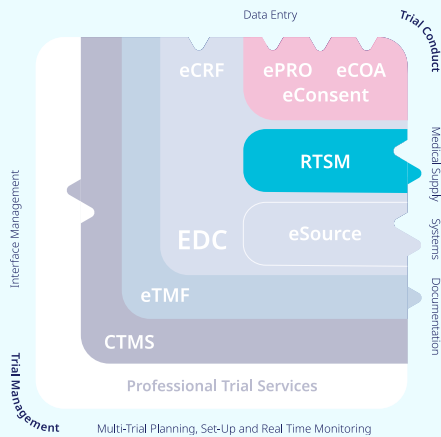 Data Entry
Trial Conduct
eCRF
ePRO
eCOA
eConsent
Medical Supply
RTSM
Interface Management
EDC
eSource
Systems
eTMF
Documentation
CTMS
Trial Management
Professional Trial Services
Multi-Trial Planning, Set-Up and Real Time Monitoring